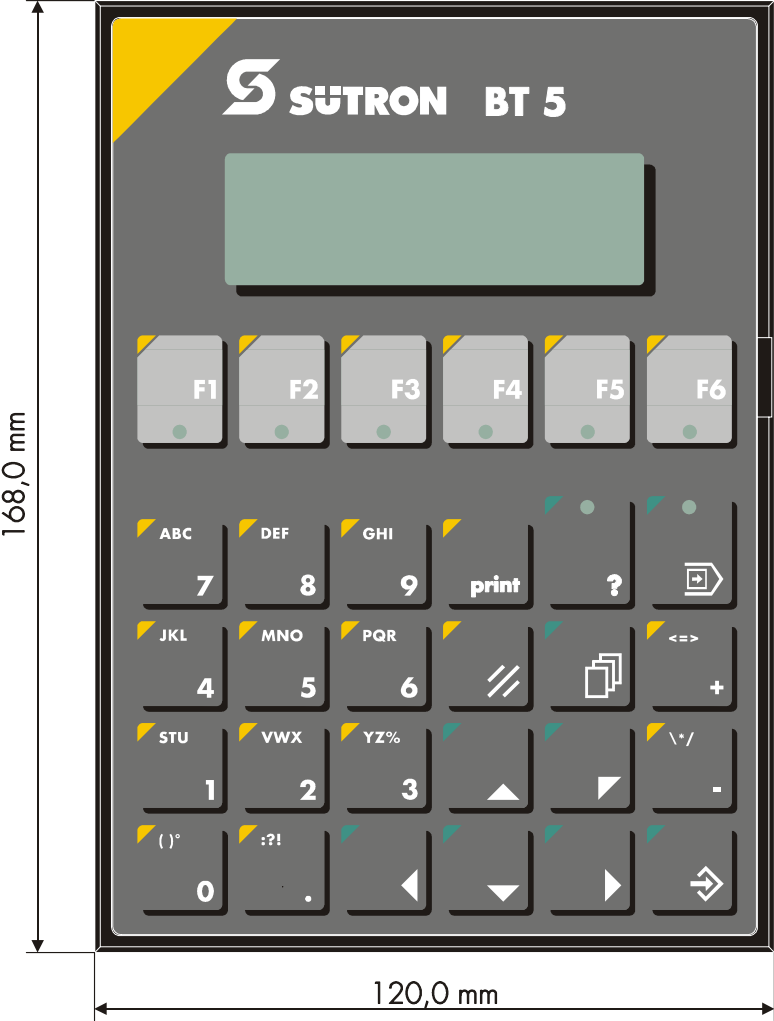 SÜTRON BT 5
F1 F2 F3 F4 F5 F6
ABC DEF GHI
7 8 9 print ?
JKL MNO PQR <=>
4 5 6 +
STU VWX YZ% \*/
1 2 3 -
( )° :?!
0 .
168,0 mm
120,0 mm